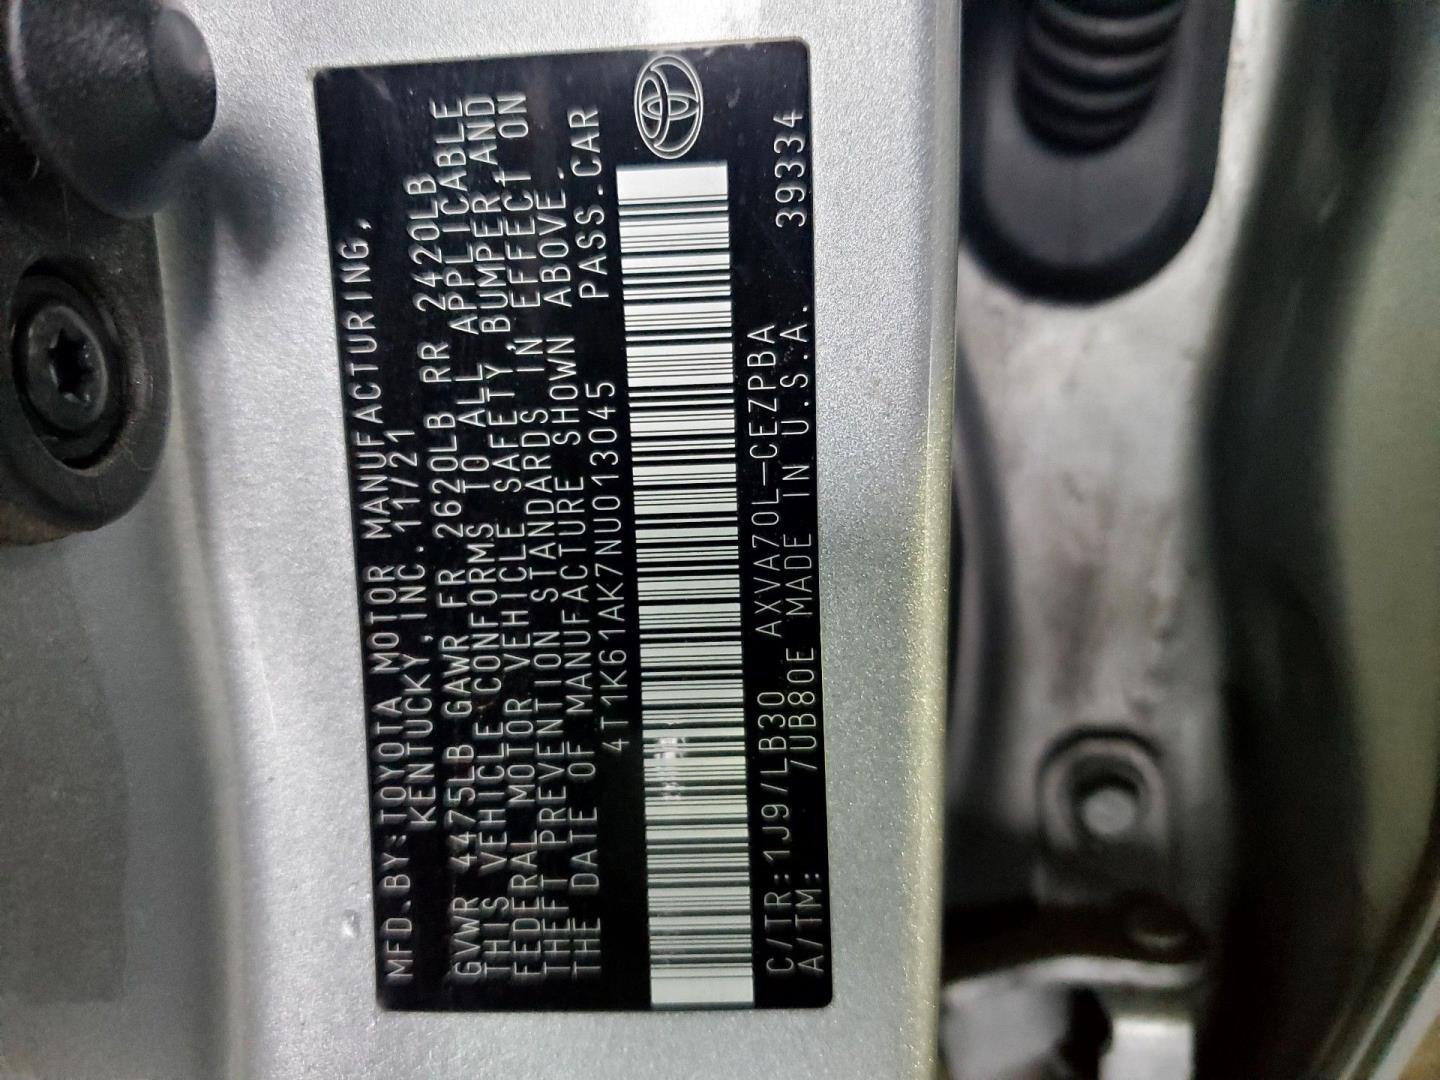 MFD.BY:TOYOTA MOTOR MANUFACTURING,
KENTUCKY,INC. 11/21
GVWR 4475LB GAWR FR 2620LB RR 2420LB
THIS VEHICLE CONFORMS TO ALL APPLICABLE
FEDERAL MOTOR VEHICLE SAFETY, BUMPER, AND
THEFT PREVENTION STANDARDS IN EFFECT ON
THE DATE OF MANUFACTURE SHOWN ABOVE.
4T1K61AK7NU013045 PASS.CAR
C/TR:1J9/LB30 AXVA70L-CEZPBA 39334
A/TM: 7UB80E MADE IN U.S.A.